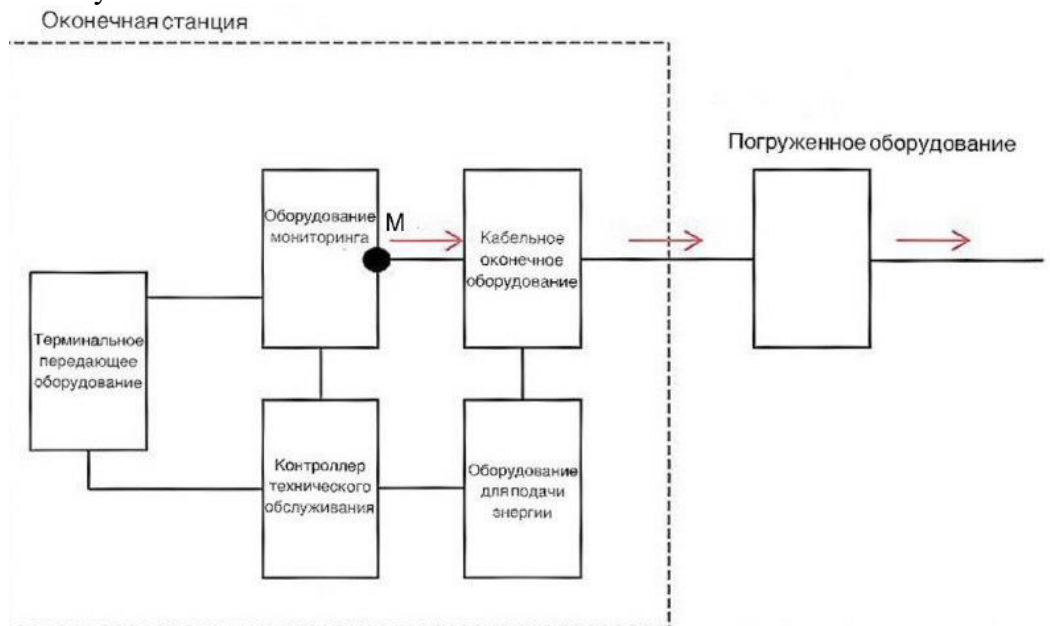 Оконечная станция
Погруженное оборудование
Оборудование
мониторинга
М
Кабельное
оконечное
оборудование
Терминальное
передающее
оборудование
Контроллер
технического
обслуживания
Оборудование
для подачи
энергии